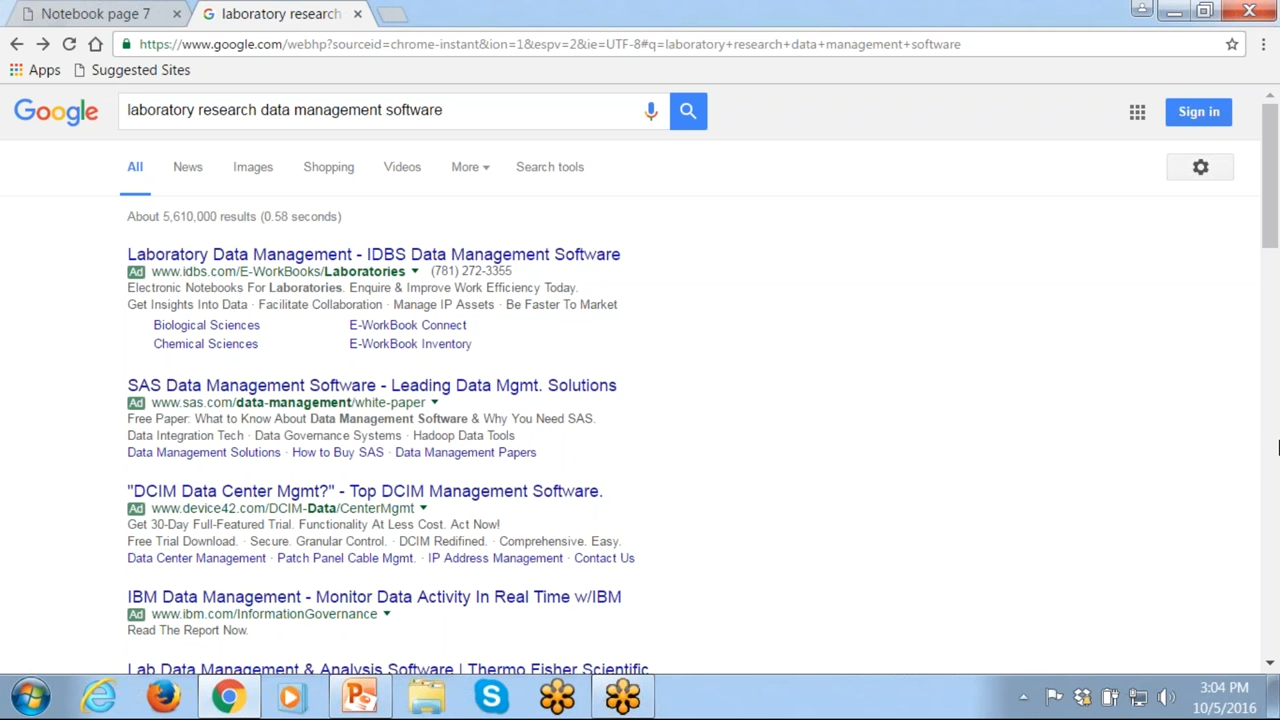 Notebook page 7
laboratory research
https://www.google.com/webhp?sourceid=chrome-instant&ion=1&espv=2&ie=UTF-8#q=laboratory+research+data+management+software
Apps
Suggested Sites
Google
laboratory research data management software
Sign in
All
News
Images
Shopping
Videos
More
Search tools
About 5,610,000 results (0.58 seconds)
Laboratory Data Management - IDBS Data Management Software
Ad www.idbs.com/E-WorkBooks/Laboratories (781) 272-3355
Electronic Notebooks For Laboratories. Enquire & Improve Work Efficiency Today.
Get Insights Into Data · Facilitate Collaboration · Manage IP Assets · Be Faster To Market
Biological Sciences
E-WorkBook Connect
Chemical Sciences
E-WorkBook Inventory
SAS Data Management Software - Leading Data Mgmt. Solutions
Ad www.sas.com/data-management/white-paper
Free Paper: What to Know About Data Management Software & Why You Need SAS.
Data Integration Tech · Data Governance Systems · Hadoop Data Tools
Data Management Solutions · How to Buy SAS · Data Management Papers
"DCIM Data Center Mgmt?" - Top DCIM Management Software.
Ad www.device42.com/DCIM-Data/CenterMgmt
Get 30-Day Full-Featured Trial. Functionality At Less Cost. Act Now!
Free Trial Download. · Secure. Granular Control. · DCIM Redifined. · Comprehensive. Easy.
Data Center Management · Patch Panel Cable Mgmt. · IP Address Management · Contact Us
IBM Data Management - Monitor Data Activity In Real Time w/IBM
Ad www.ibm.com/InformationGovernance
Read The Report Now.
Lab Data Management & Analysis Software | Thermo Fisher Scientific
3:04 PM
10/5/2016